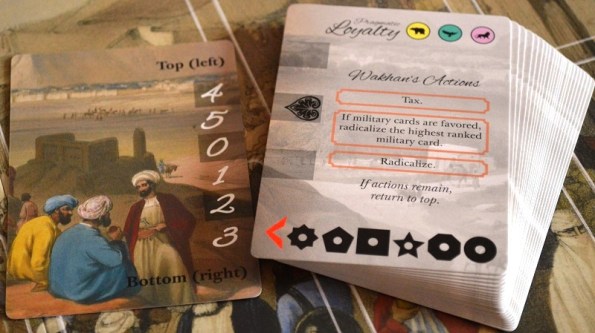 Top (left)
4
5
0
1
2
3
Bottom (right)
Pragmatic
Loyalty
Wakhan's Actions
Tax.
If military cards are favored,
radicalize the highest ranked
military card.
Radicalize.
If actions remain,
return to top.